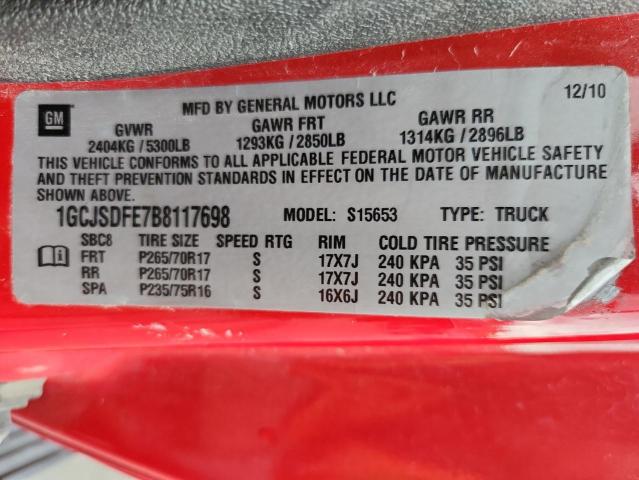 GM
MFD BY GENERAL MOTORS LLC 12/10
GVWR GAWR FRT GAWR RR
2404KG / 5300LB 1293KG / 2850LB 1314KG / 2896LB
THIS VEHICLE CONFORMS TO ALL APPLICABLE FEDERAL MOTOR VEHICLE SAFETY
AND THEFT PREVENTION STANDARDS IN EFFECT ON THE DATE OF MANUFACTURE
SHOWN ABOVE.
1GCJSDFE7B8117698 MODEL: S15653 TYPE: TRUCK
SBC8 TIRE SIZE SPEED RTG RIM COLD TIRE PRESSURE
FRT P265/70R17 S 17X7J 240 KPA 35 PSI
RR P265/70R17 S 17X7J 240 KPA 35 PSI
SPA P235/75R16 S 16X6J 240 KPA 35 PSI